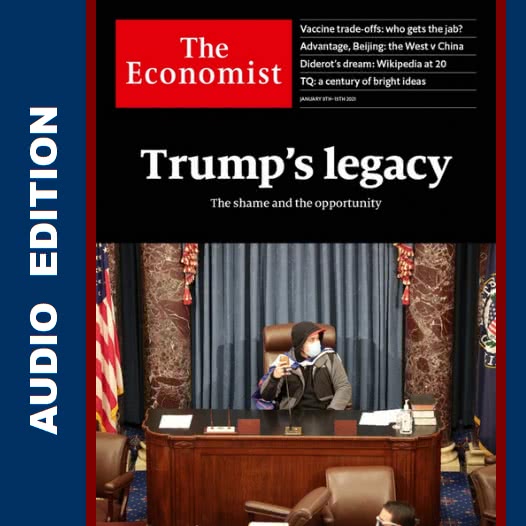 AUDIO EDITION
The
Economist
Vaccine trade-offs: who gets the jab?
Advantage, Beijing: the West v China
Diderot's dream: Wikipedia at 20
TQ: a century of bright ideas
JANUARY 9TH–15TH 2021
Trump's legacy
The shame and the opportunity